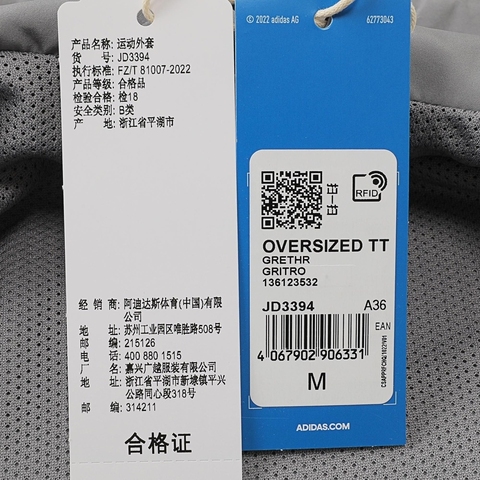 产品名称: 运动外套
货 号: JD3394
执行标准: FZ/T 81007-2022
产品等级: 合格品
检验合格: 检18
安全类别: B类
产 地: 浙江省平湖市
经 销 商: 阿迪达斯体育(中国)有限
公司
地 址: 苏州工业园区唯胜路508号
邮 编: 215126
电 话: 400 880 1515
厂 名: 嘉兴广越服装有限公司
地 址: 浙江省平湖市新埭镇平兴
公路同心段318号
邮 编: 314211
合格证
© 2022 adidas AG
62773043
扫一扫
RFID
OVERSIZED TT
GRETHR
GRITRO
136123532
JD3394 A36
EAN
4 067902 906331
M
ADIDAS.COM